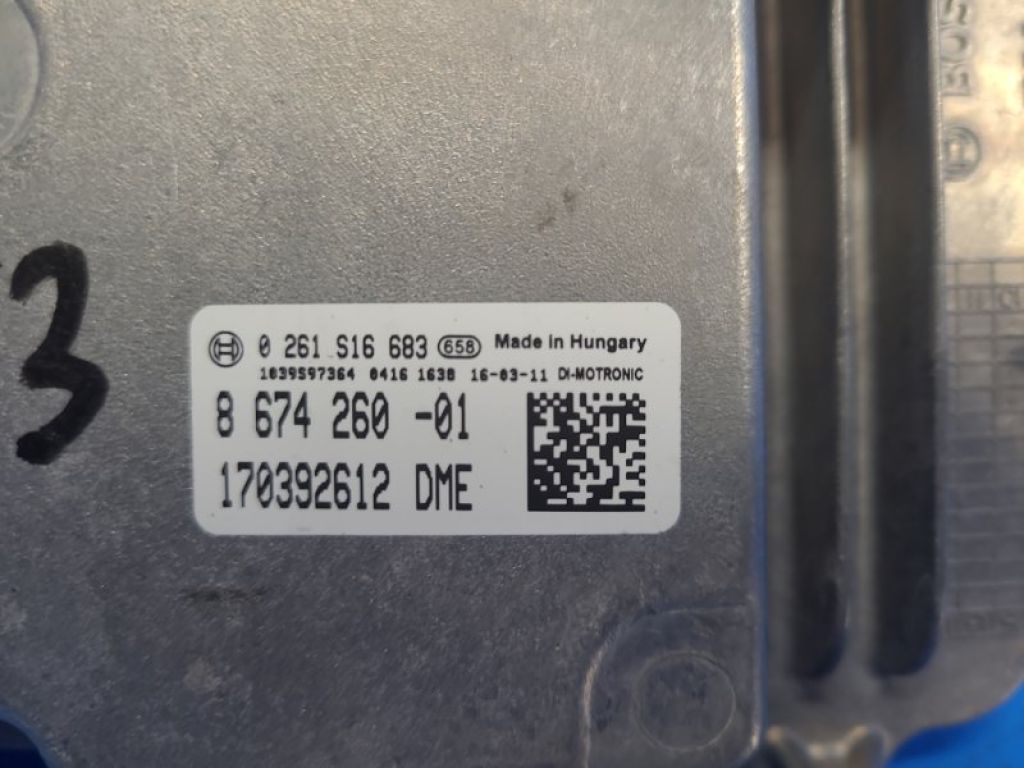 3
0 261 S16 683 658 Made in Hungary
1039S97364 0416 1638 16-03-11 DI-MOTRONIC
8 674 260 -01
170392612 DME